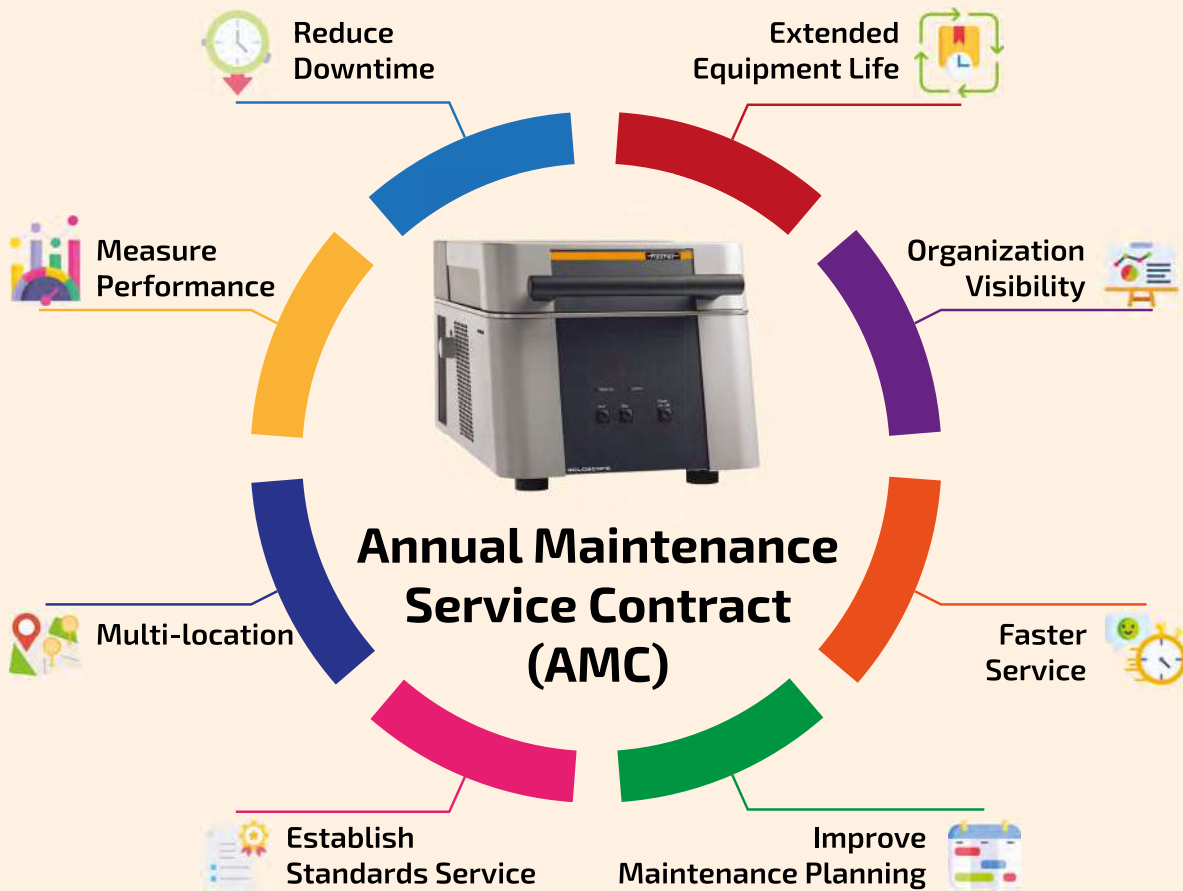 Reduce
Downtime
Extended
Equipment Life
Measure
Performance
Organization
Visibility
Annual Maintenance
Service Contract
(AMC)
Multi-location
Faster
Service
Establish
Standards Service
Improve
Maintenance Planning